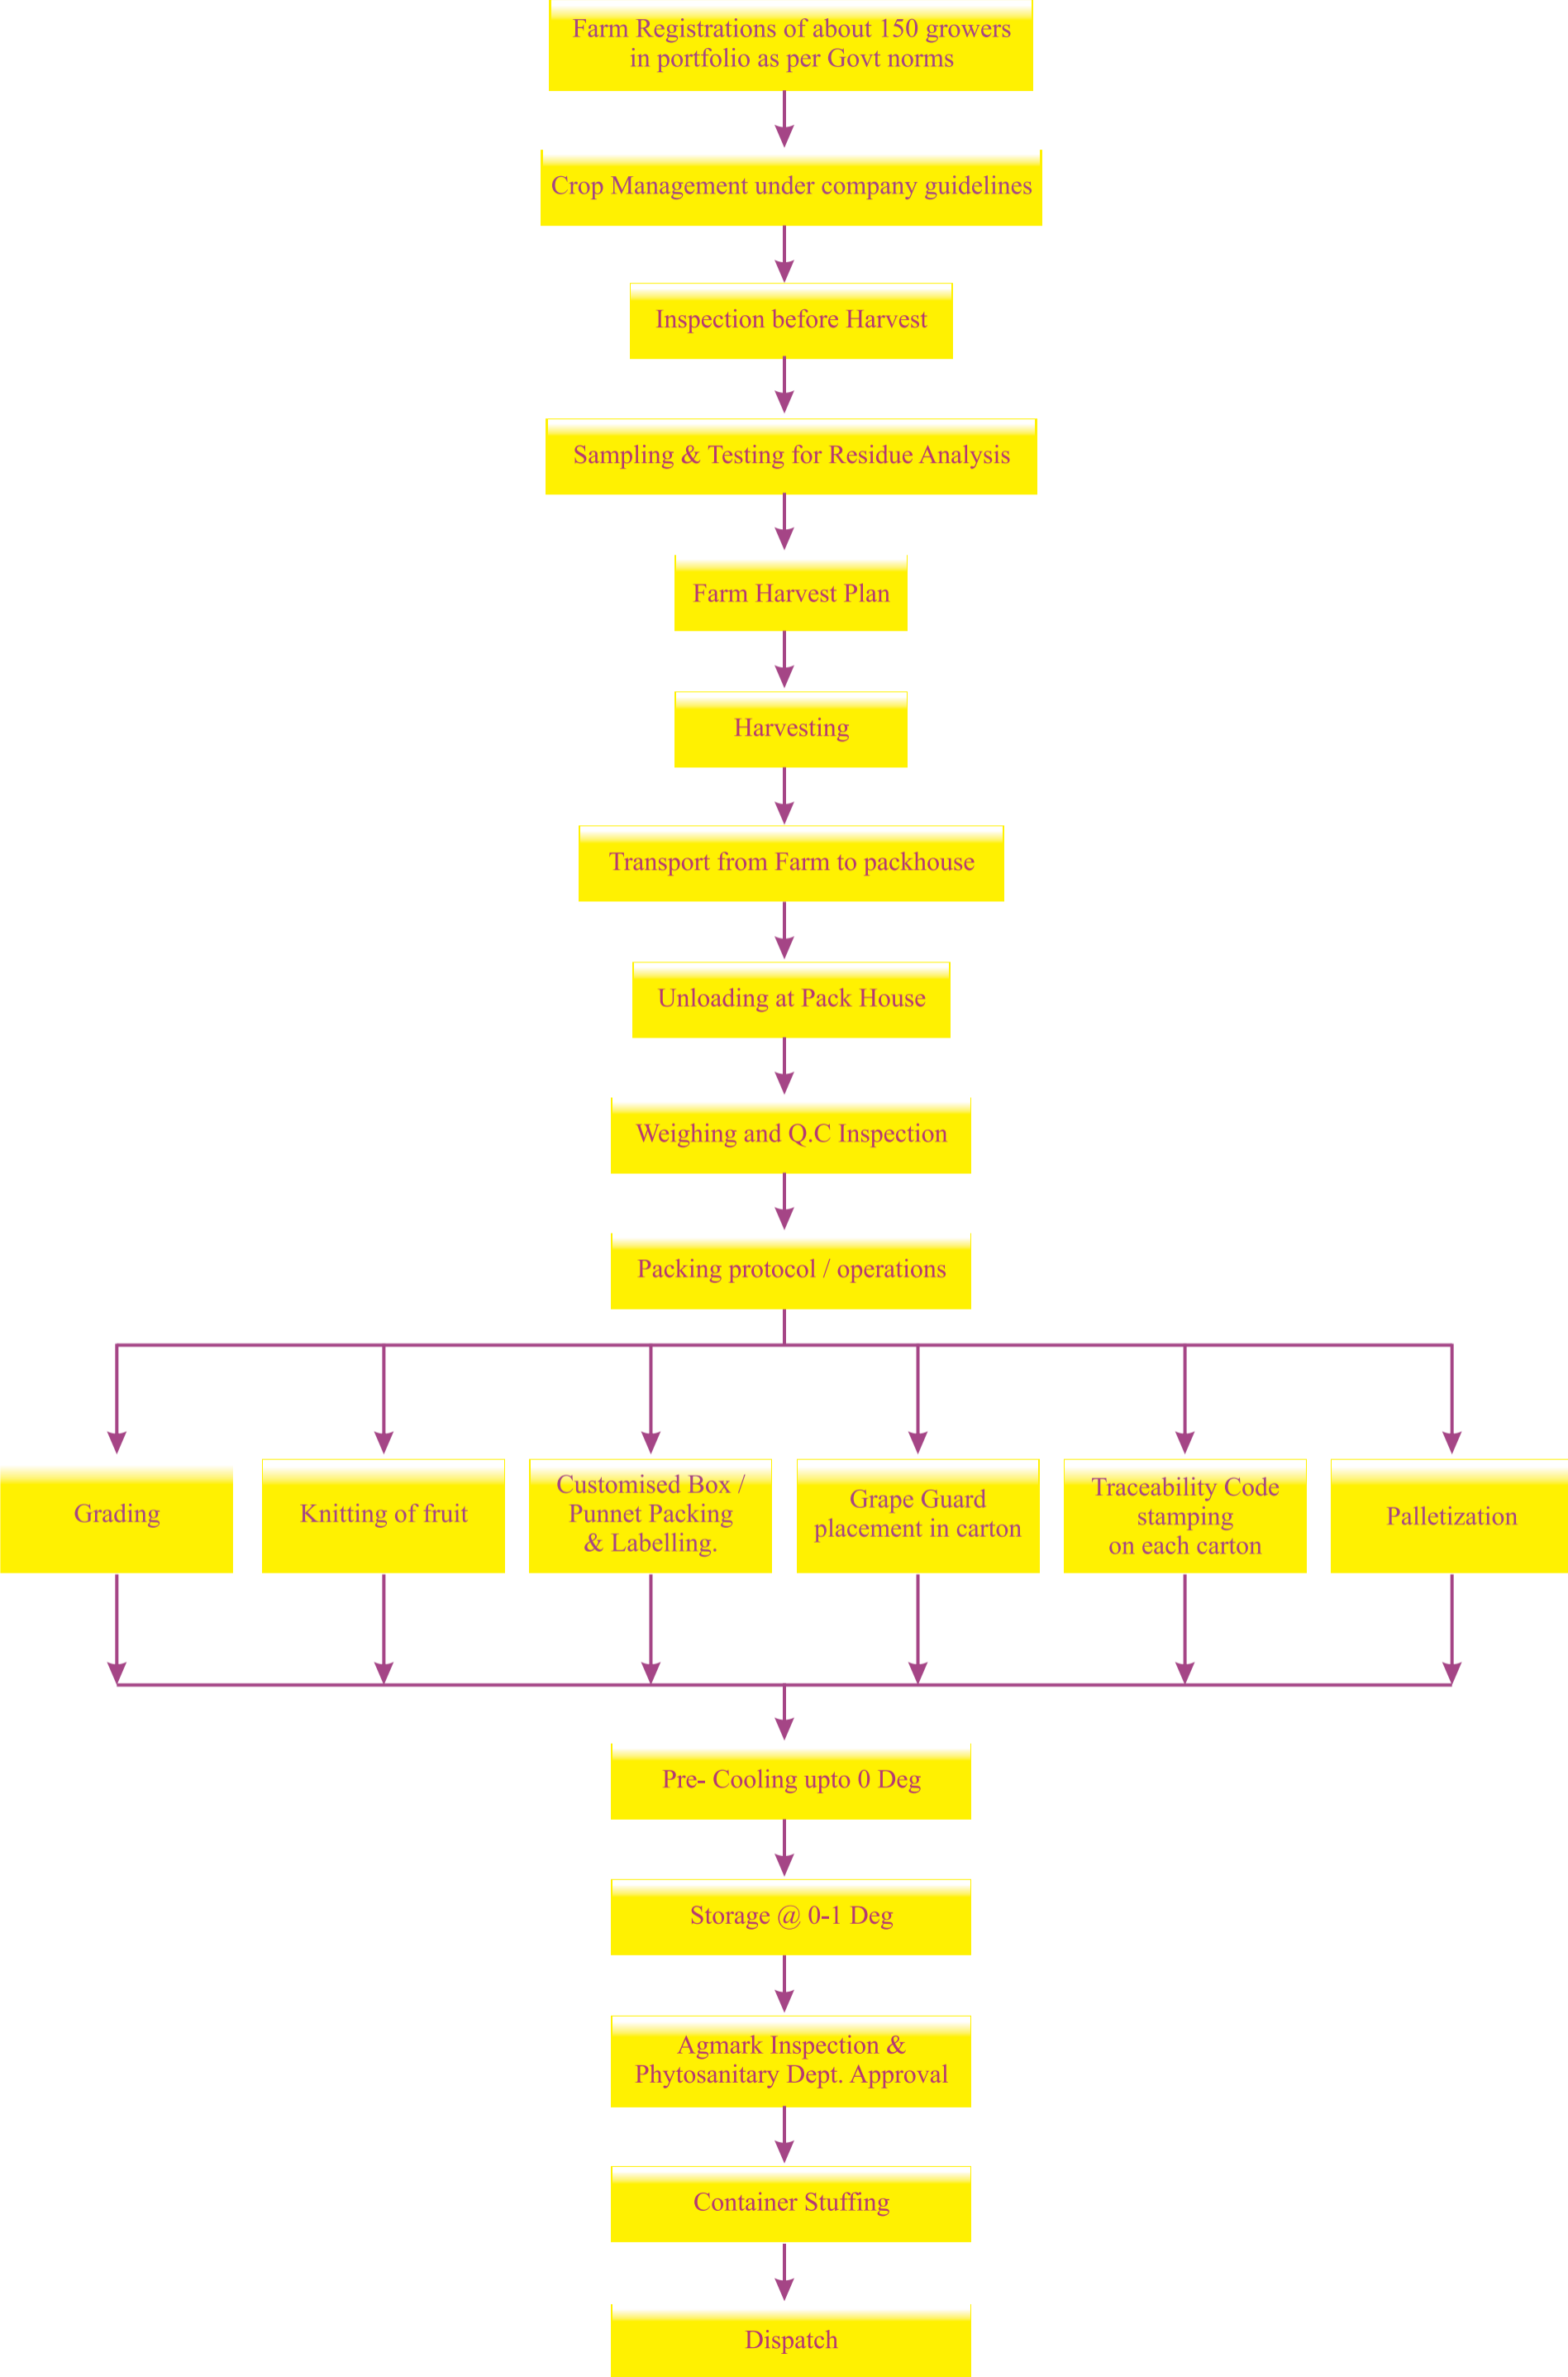 Farm Registrations of about 150 growers
in portfolio as per Govt norms
Crop Management under company guidelines
Inspection before Harvest
Sampling & Testing for Residue Analysis
Farm Harvest Plan
Harvesting
Transport from Farm to packhouse
Unloading at Pack House
Weighing and Q.C Inspection
Packing protocol / operations
Grading
Knitting of fruit
Customised Box /
Punnet Packing
& Labelling.
Grape Guard
placement in carton
Traceability Code
stamping
on each carton
Palletization
Pre- Cooling upto 0 Deg
Storage @ 0-1 Deg
Agmark Inspection &
Phytosanitary Dept. Approval
Container Stuffing
Dispatch